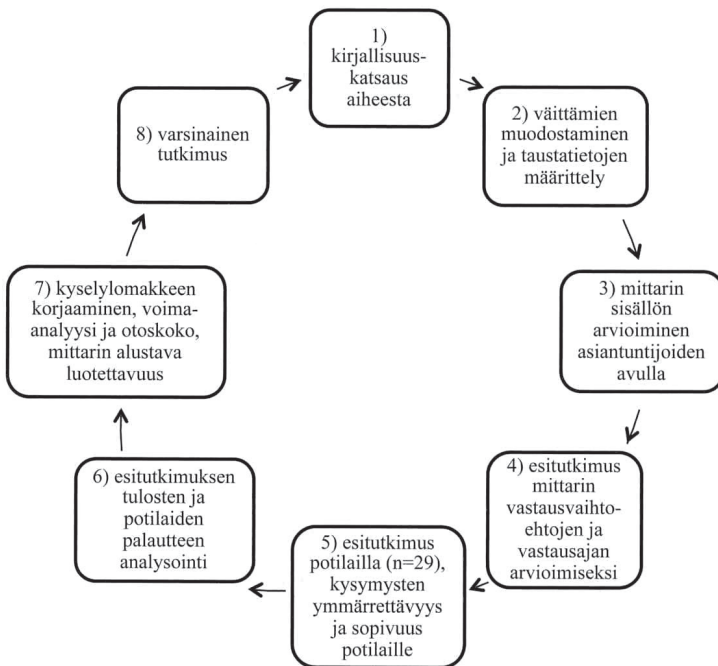 1)
kirjallisuus-
katsaus
aiheesta
2) väittämien
muodostaminen
ja taustatietojen
määrittely
3) mittarin
sisällön
arvioiminen
asiantuntijoiden
avulla
4) esitutkimus
mittarin
vastausvaihto-
ehtojen ja
vastausajan
arvioimiseksi
5) esitutkimus
potilailla (n=29),
kysymysten
ymmärrettävyys
ja sopivuus
potilaille
6) esitutkimuksen
tulosten ja
potilaiden
palautteen
analysointi
7) kyselylomakkeen
korjaaminen, voima-
analyysi ja otoskoko,
mittarin alustava
luotettavuus
8) varsinainen
tutkimus